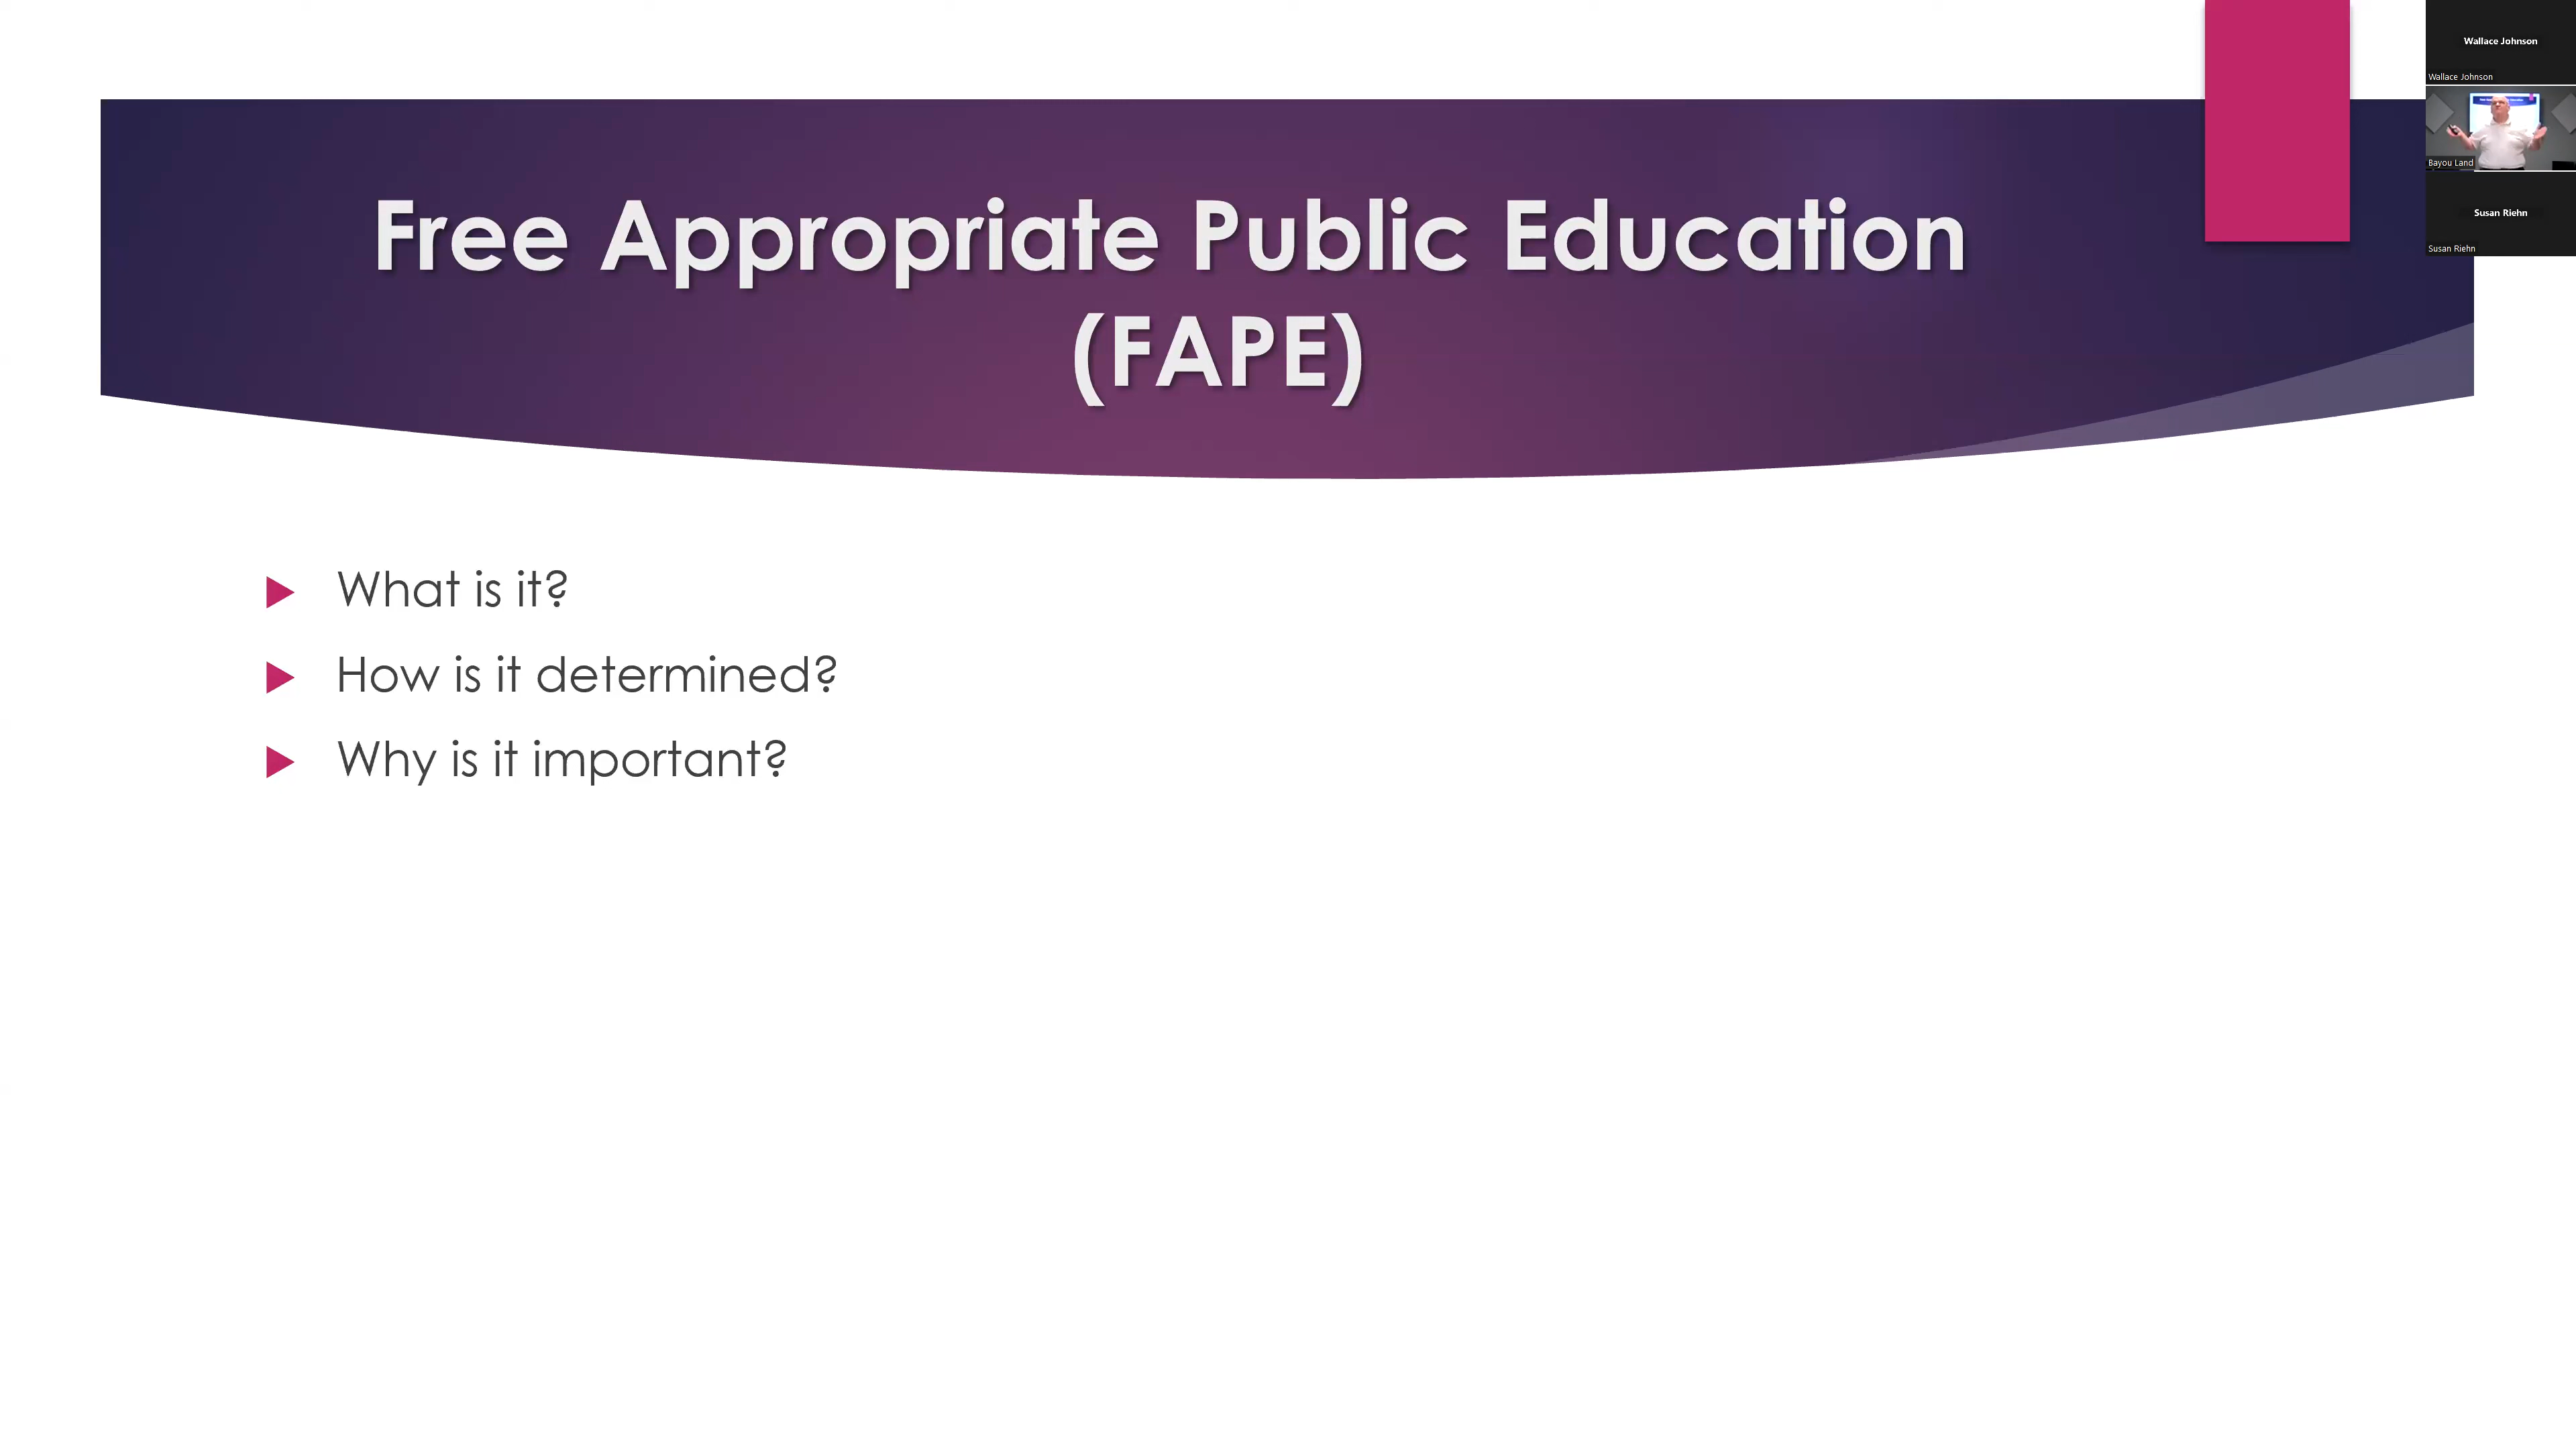 Free Appropriate Public Education
(FAPE)
What is it?
How is it determined?
Why is it important?
Wallace Johnson
Wallace Johnson
Bayou Land
Susan Riehn
Susan Riehn